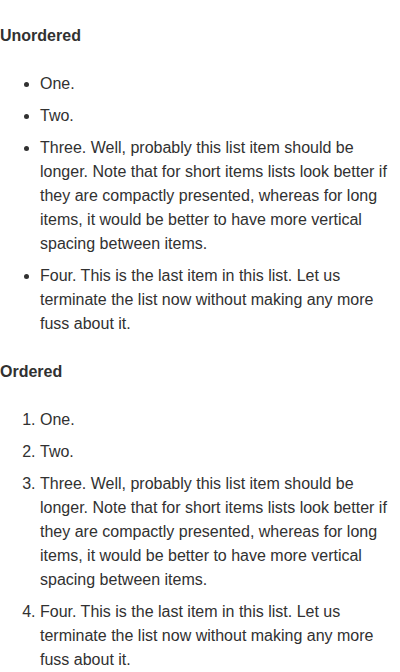 Unordered
• One.
• Two.
• Three. Well, probably this list item should be
longer. Note that for short items lists look better if
they are compactly presented, whereas for long
items, it would be better to have more vertical
spacing between items.
• Four. This is the last item in this list. Let us
terminate the list now without making any more
fuss about it.
Ordered
1. One.
2. Two.
3. Three. Well, probably this list item should be
longer. Note that for short items lists look better if
they are compactly presented, whereas for long
items, it would be better to have more vertical
spacing between items.
4. Four. This is the last item in this list. Let us
terminate the list now without making any more
fuss about it.